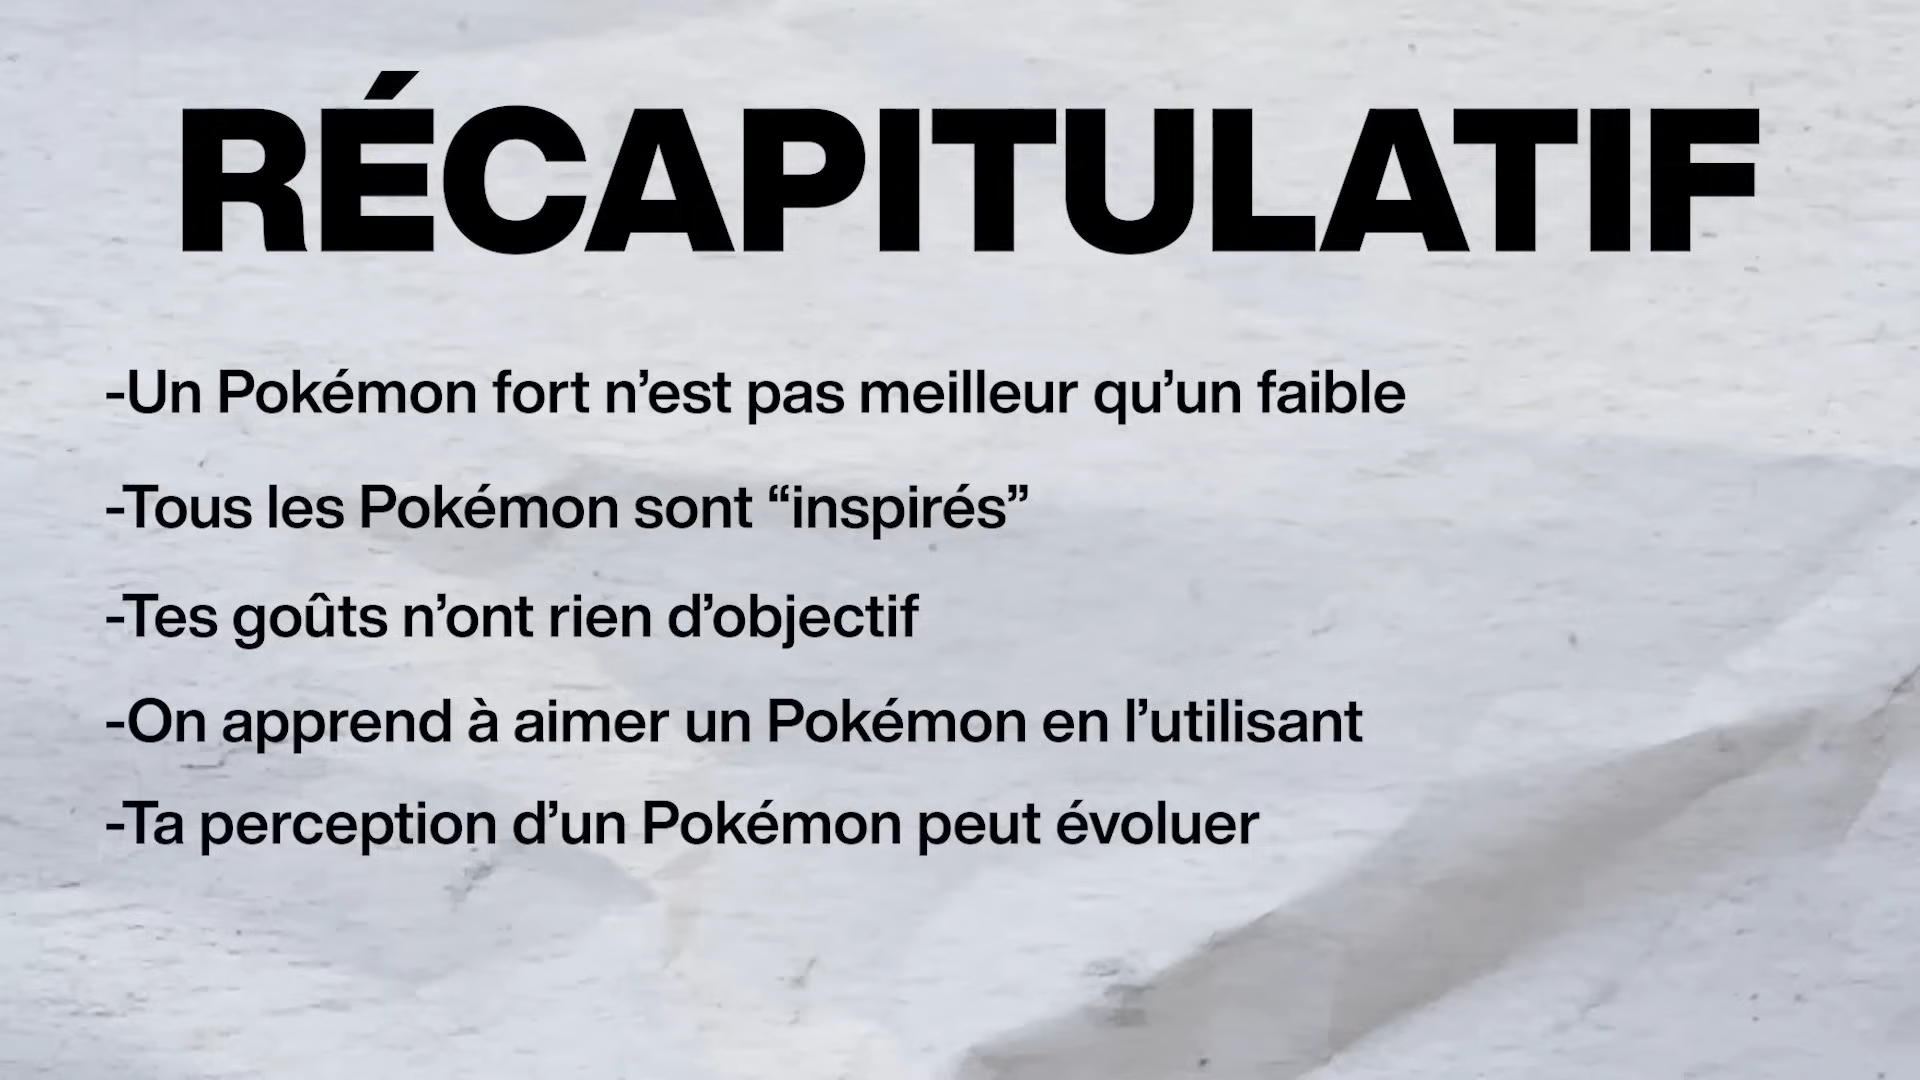 RÉCAPITULATIF
-Un Pokémon fort n’est pas meilleur qu’un faible
-Tous les Pokémon sont “inspirés”
-Tes goûts n’ont rien d’objectif
-On apprend à aimer un Pokémon en l’utilisant
-Ta perception d’un Pokémon peut évoluer